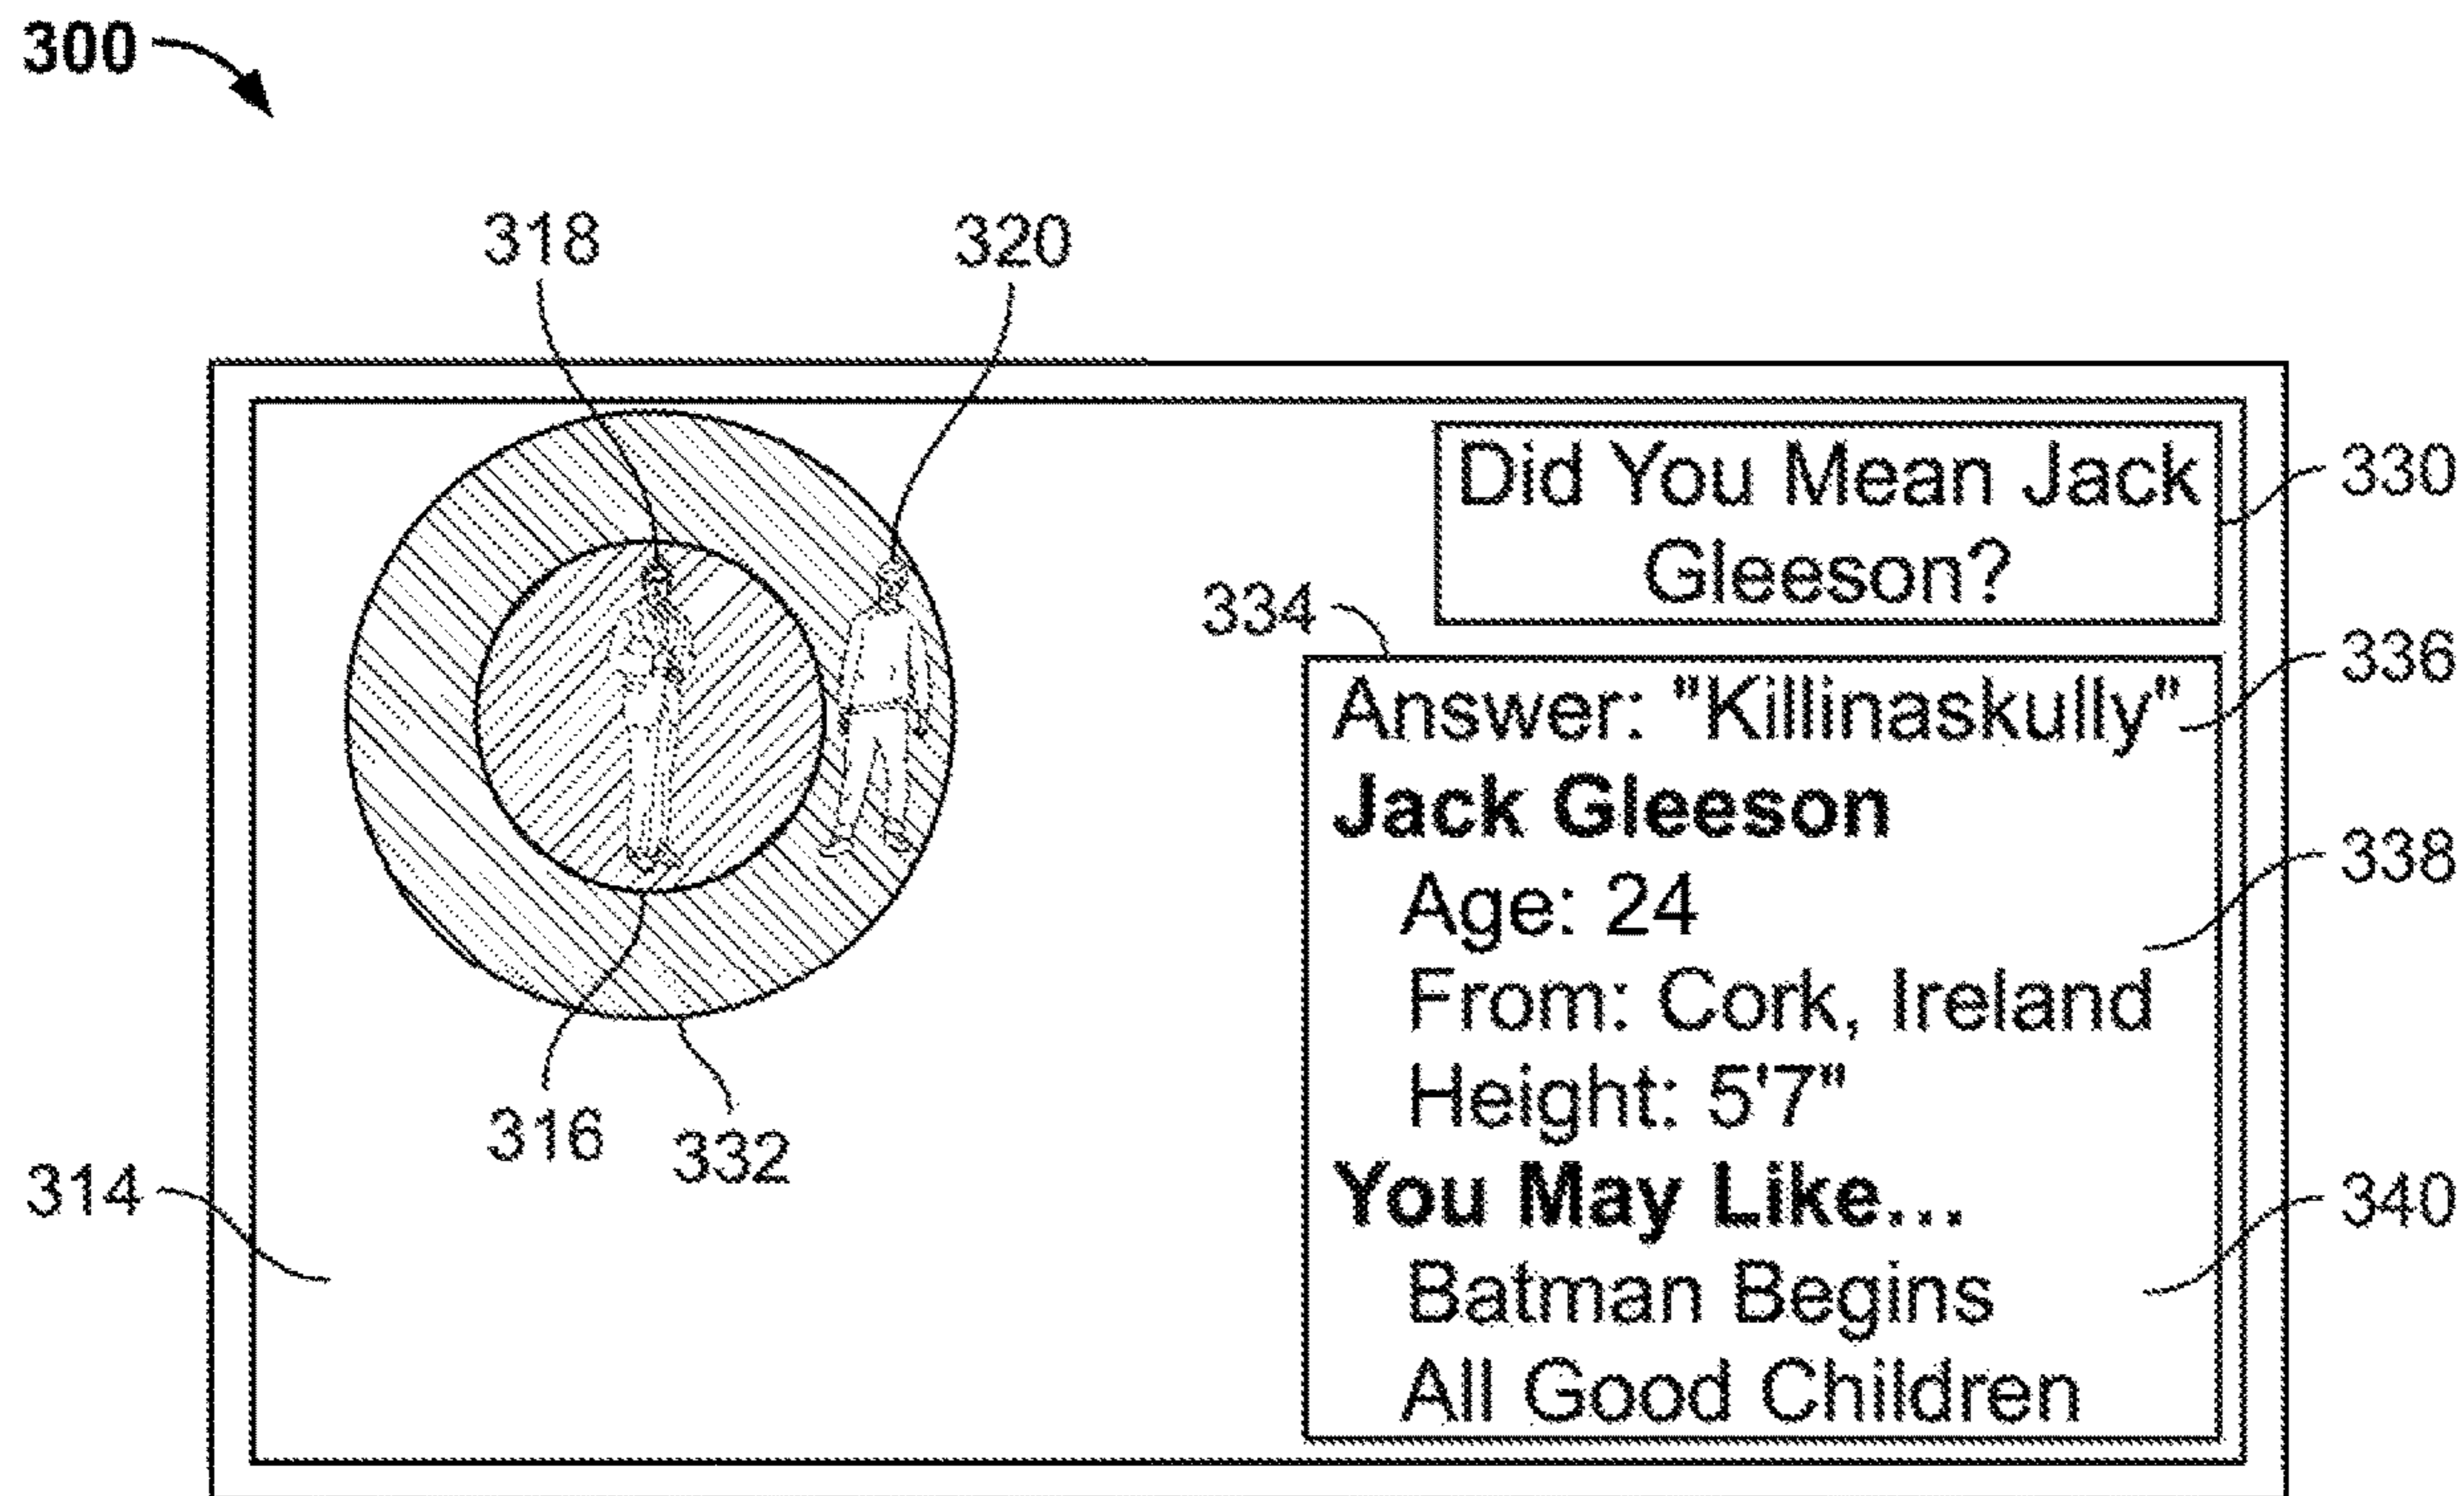 300
318
320
Did You Mean Jack
Gleeson?
330
334
Answer: "Killinaskully"
336
Jack Gleeson
Age: 24
338
From: Cork, Ireland
Height: 5'7"
316
332
314
You May Like...
340
Batman Begins
All Good Children